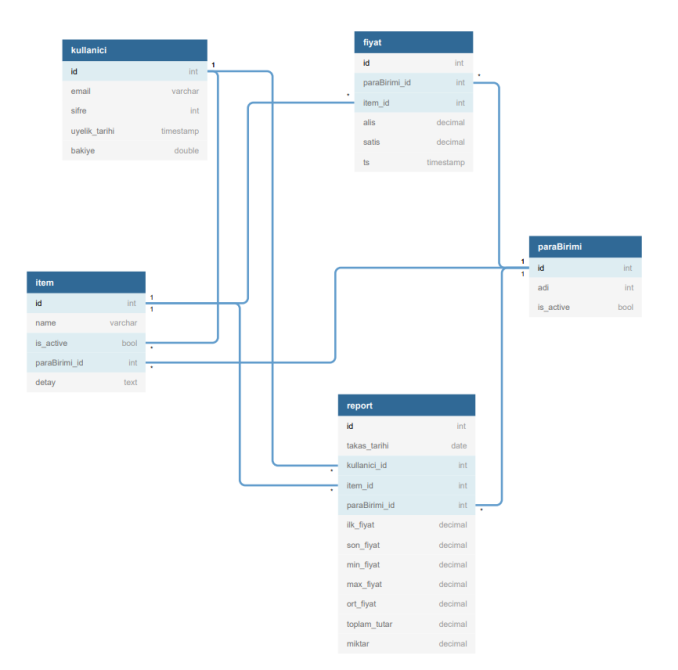 kullanici
id int
email varchar
sifre int
uyelik_tarihi timestamp
bakiye double
1
fiyat
id int
paraBirimi_id int
item_id int
alis decimal
satis decimal
ts timestamp
*
*
paraBirimi
id int
adi int
is_active bool
1
1
item
id int
name varchar
is_active bool
paraBirimi_id int
detay text
1
1
*
*
report
id int
takas_tarihi date
kullanici_id int
item_id int
paraBirimi_id int
ilk_fiyat decimal
son_fiyat decimal
min_fiyat decimal
max_fiyat decimal
ort_fiyat decimal
toplam_tutar decimal
miktar decimal
*
*
*